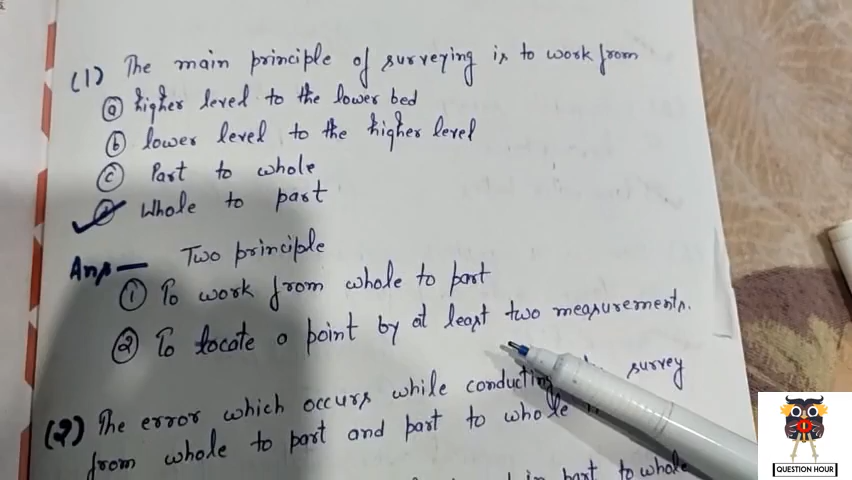 (1) The main principle of surveying is to work from
(a) higher level to the lower bed
(b) lower level to the higher level
(c) Part to whole
Whole to part
Ans — Two principle
(1) To work from whole to part
(2) To locate a point by at least two measurements.
(2) The error which occurs while conducting survey
from whole to part and part to whole
in part to whole
QUESTION HOUR